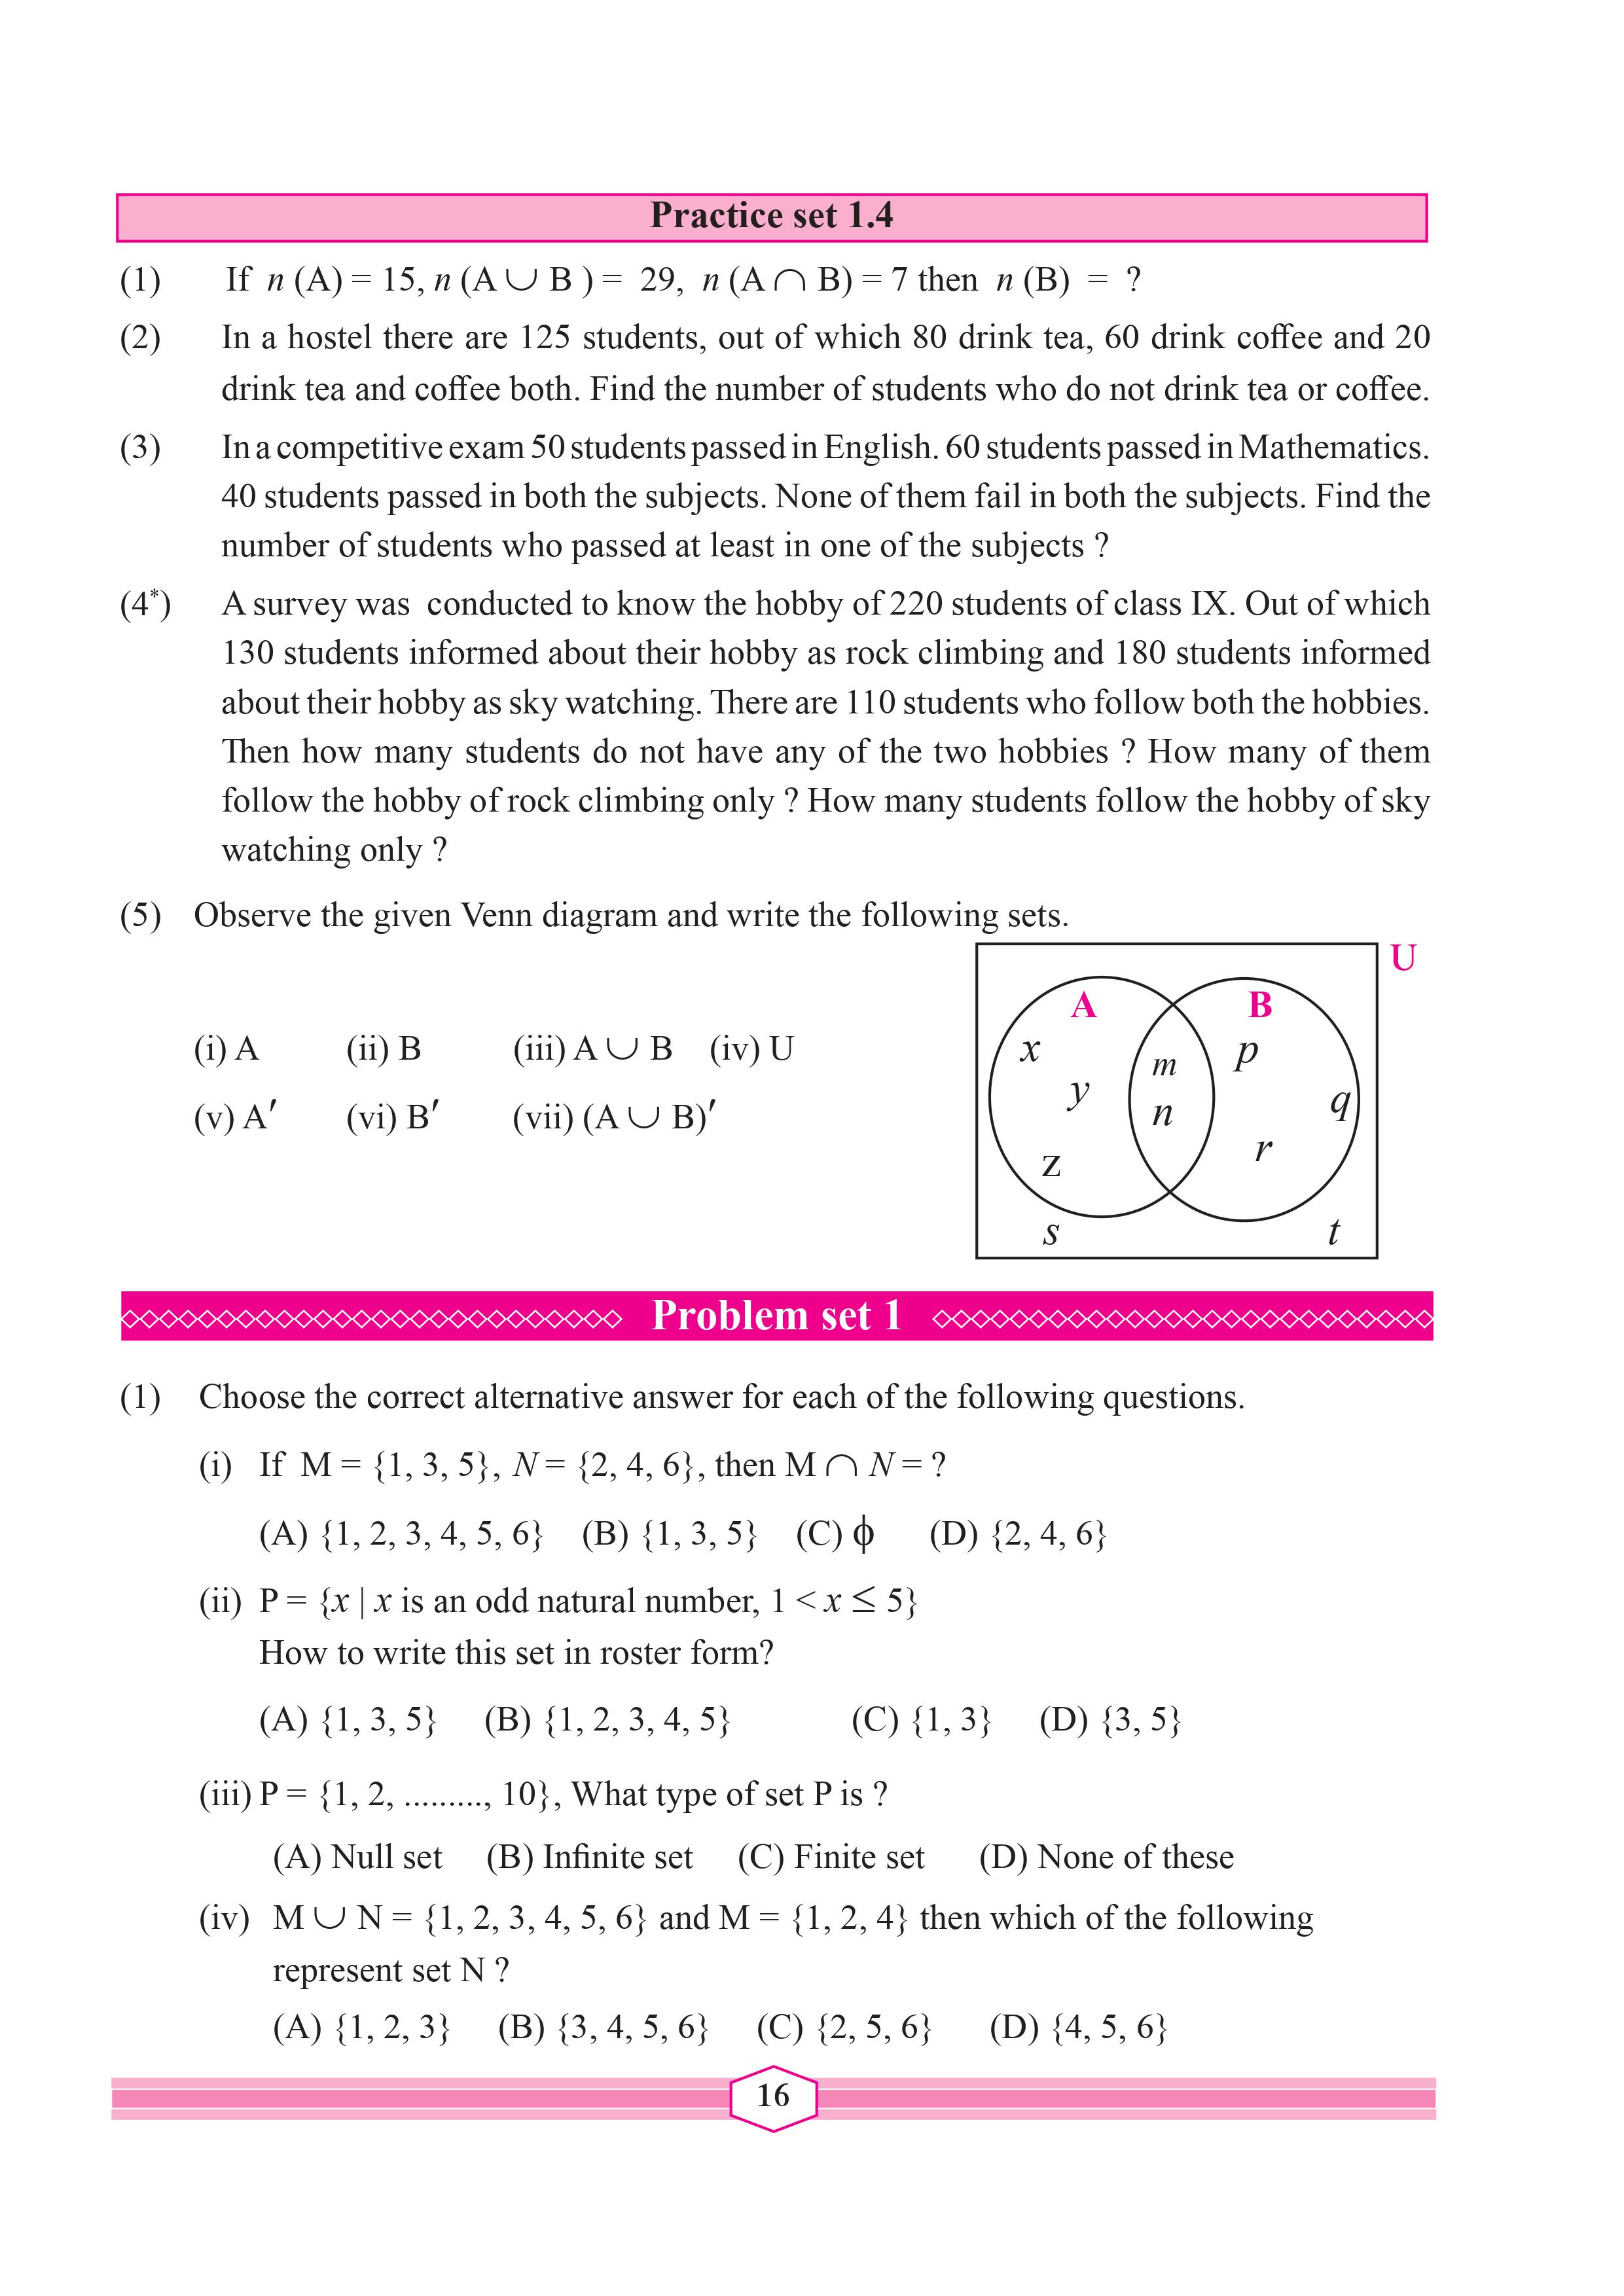 Practice set 1.4
(1) If n (A) = 15, n (A ∪ B ) = 29, n (A ∩ B) = 7 then n (B) = ?
(2) In a hostel there are 125 students, out of which 80 drink tea, 60 drink coffee and 20
drink tea and coffee both. Find the number of students who do not drink tea or coffee.
(3) In a competitive exam 50 students passed in English. 60 students passed in Mathematics.
40 students passed in both the subjects. None of them fail in both the subjects. Find the
number of students who passed at least in one of the subjects ?
(4*) A survey was conducted to know the hobby of 220 students of class IX. Out of which
130 students informed about their hobby as rock climbing and 180 students informed
about their hobby as sky watching. There are 110 students who follow both the hobbies.
Then how many students do not have any of the two hobbies ? How many of them
follow the hobby of rock climbing only ? How many students follow the hobby of sky
watching only ?
(5) Observe the given Venn diagram and write the following sets.
(i) A (ii) B (iii) A ∪ B (iv) U
(v) A′ (vi) B′ (vii) (A ∪ B)′
U
A B
x m p
y n q
z r
s t
Problem set 1
(1) Choose the correct alternative answer for each of the following questions.
(i) If M = {1, 3, 5}, N = {2, 4, 6}, then M ∩ N = ?
(A) {1, 2, 3, 4, 5, 6} (B) {1, 3, 5} (C) ϕ (D) {2, 4, 6}
(ii) P = {x | x is an odd natural number, 1 < x ≤ 5}
How to write this set in roster form?
(A) {1, 3, 5} (B) {1, 2, 3, 4, 5} (C) {1, 3} (D) {3, 5}
(iii) P = {1, 2, ........., 10}, What type of set P is ?
(A) Null set (B) Infinite set (C) Finite set (D) None of these
(iv) M ∪ N = {1, 2, 3, 4, 5, 6} and M = {1, 2, 4} then which of the following
represent set N ?
(A) {1, 2, 3} (B) {3, 4, 5, 6} (C) {2, 5, 6} (D) {4, 5, 6}
16